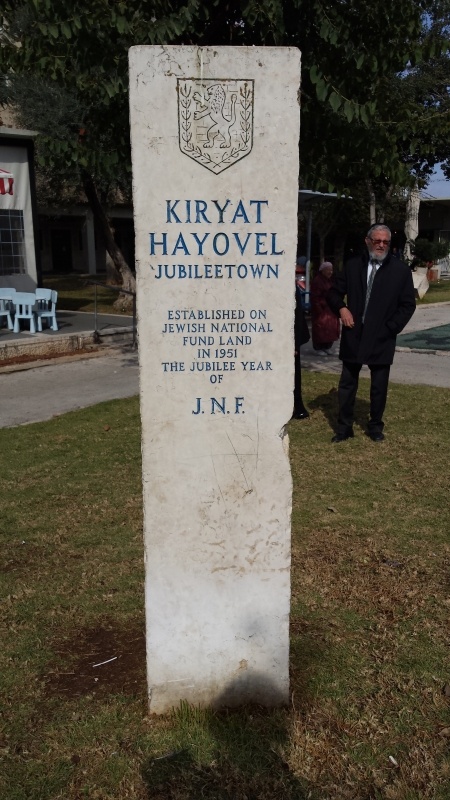 KIRYAT
HAYOVEL
JUBILEETOWN
ESTABLISHED ON
JEWISH NATIONAL
FUND LAND
IN 1951
THE JUBILEE YEAR
OF
J.N.F.